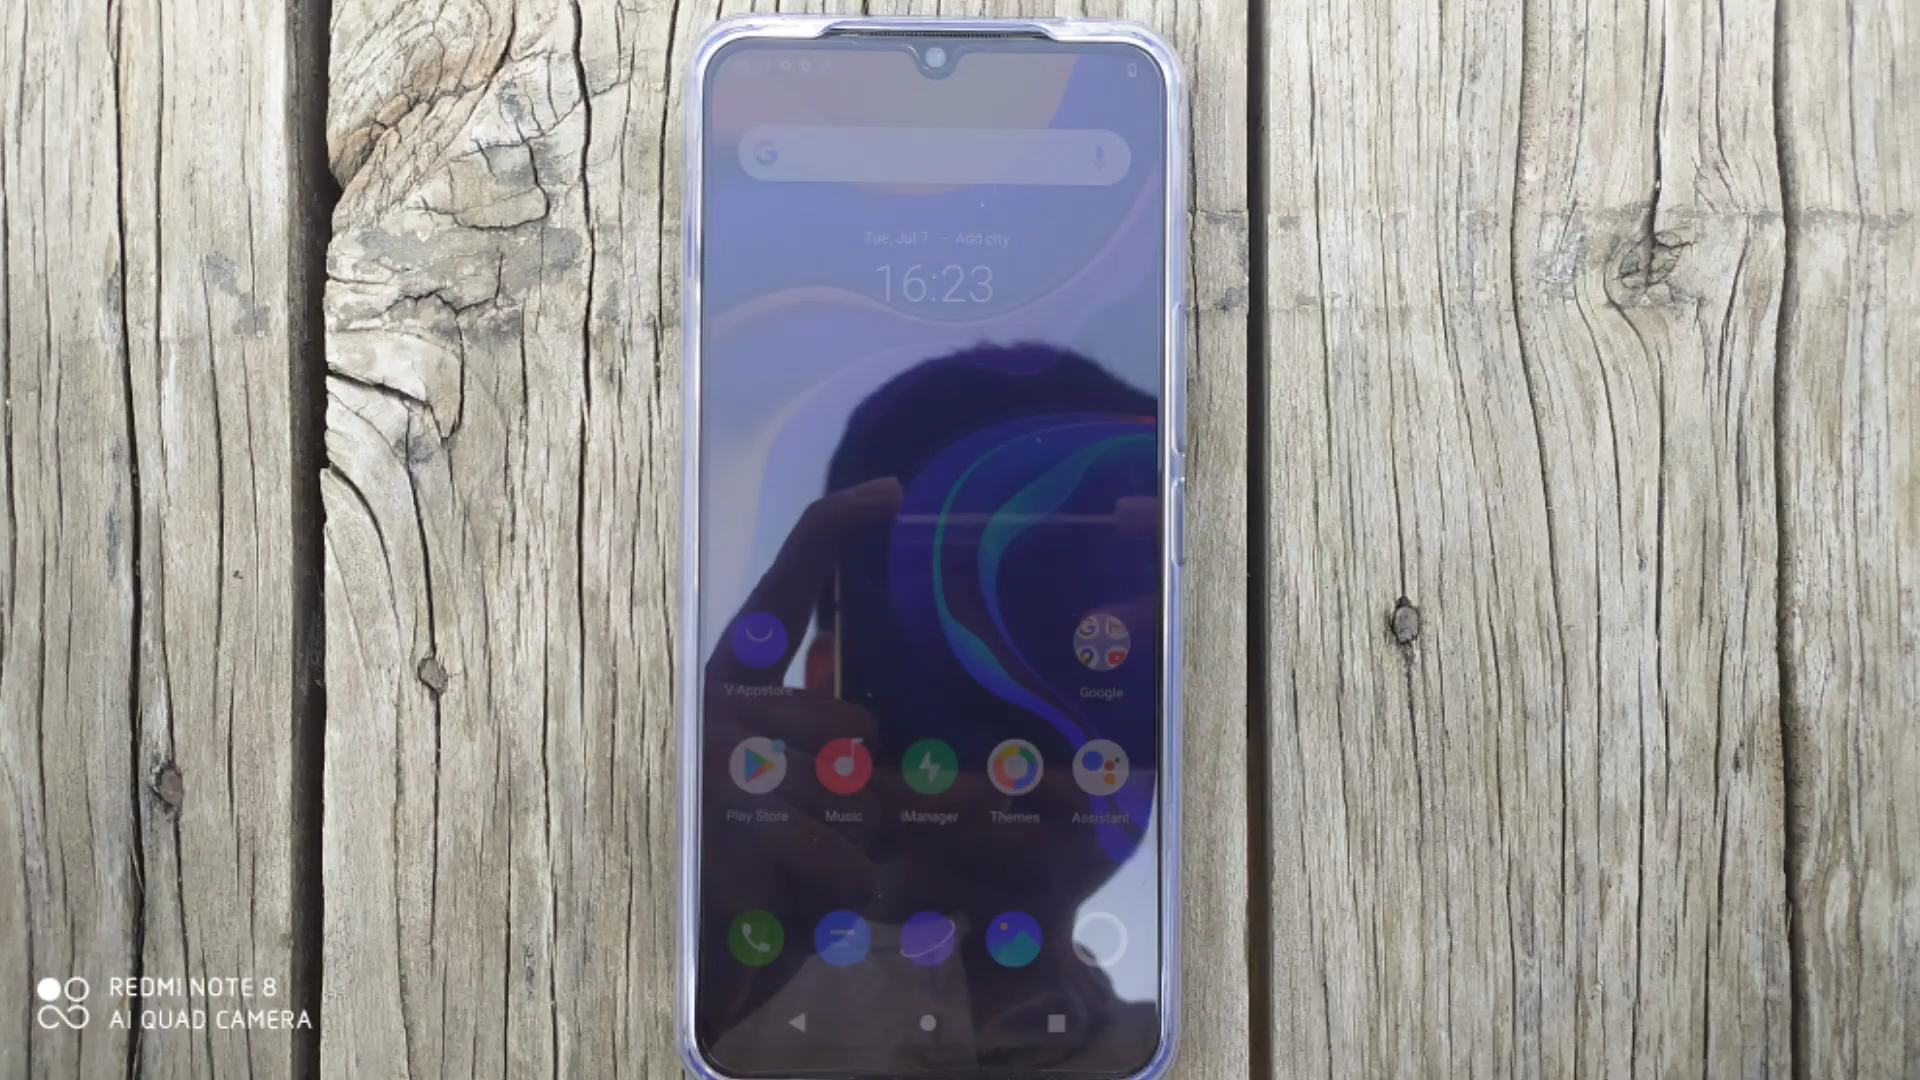 Tue, Jul 7 - Add city
16:23
V-Appstore
Google
Play Store
Music
iManager
Themes
Assistant
REDMI NOTE 8
AI QUAD CAMERA